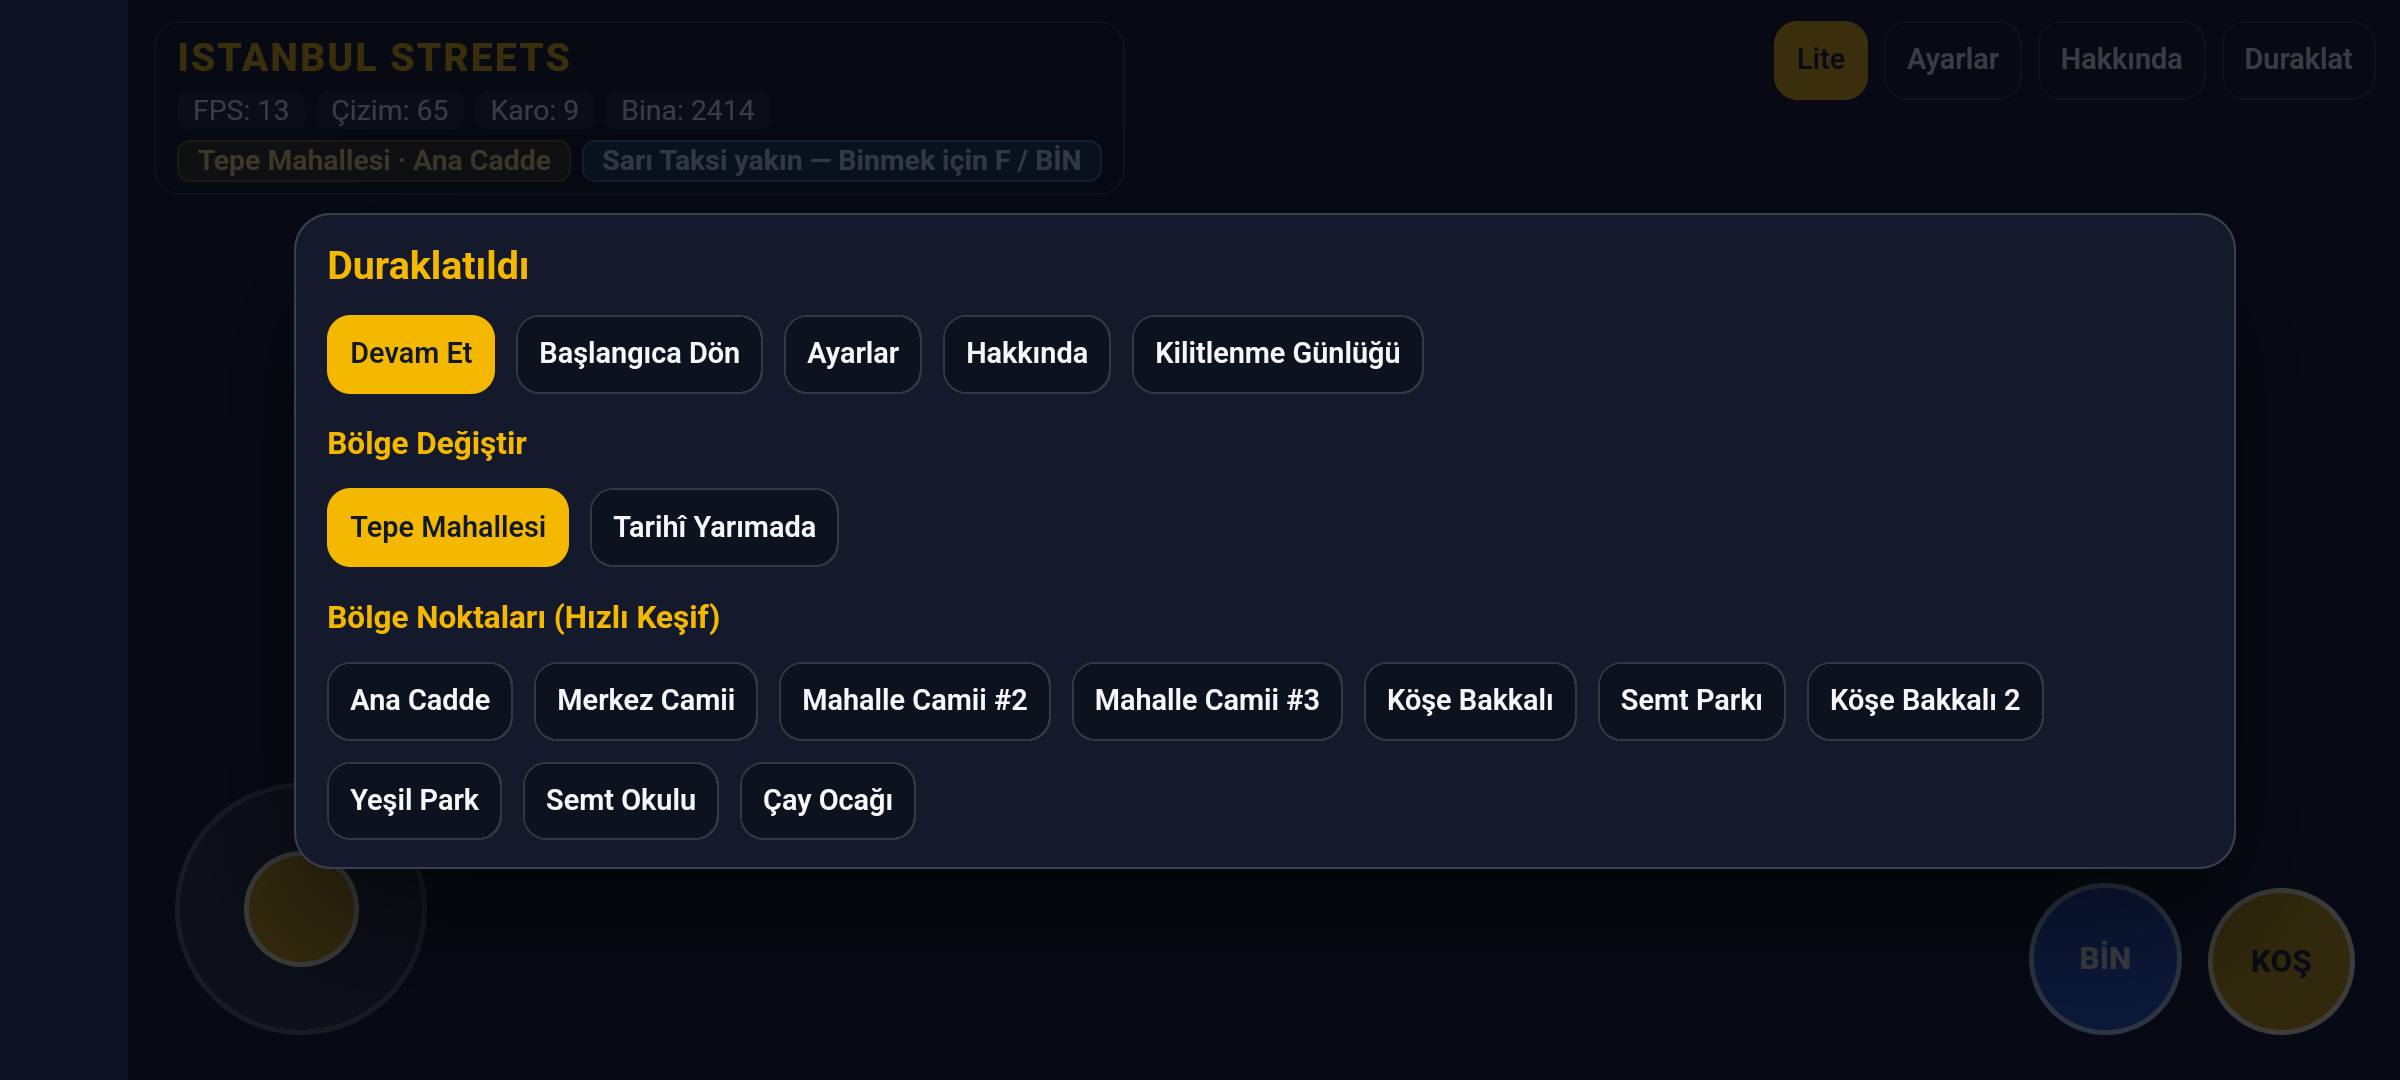 ISTANBUL STREETS
Lite Ayarlar Hakkında Duraklat
FPS: 13 Çizim: 65 Karo: 9 Bina: 2414
Tepe Mahallesi · Ana Cadde Sarı Taksi yakın — Binmek için F / BİN
Duraklatıldı
Devam Et Başlangıca Dön Ayarlar Hakkında Kilitlenme Günlüğü
Bölge Değiştir
Tepe Mahallesi Tarihî Yarımada
Bölge Noktaları (Hızlı Keşif)
Ana Cadde Merkez Camii Mahalle Camii #2 Mahalle Camii #3 Köşe Bakkalı Semt Parkı Köşe Bakkalı 2
Yeşil Park Semt Okulu Çay Ocağı
BİN KOŞ